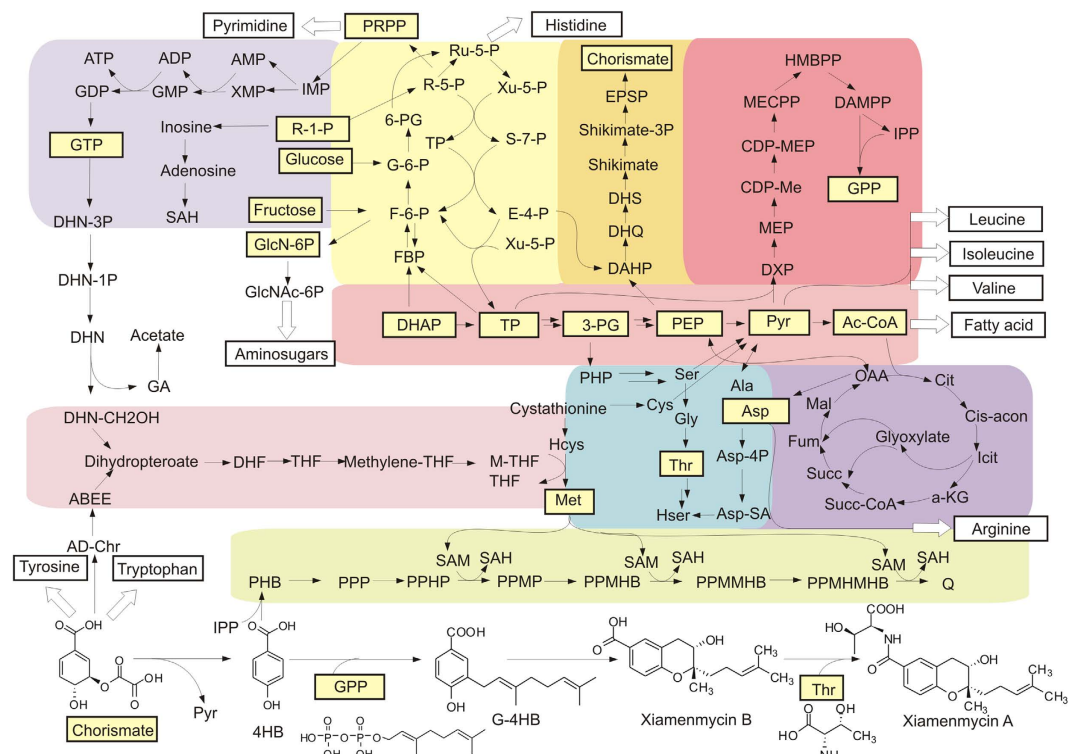 Pyrimidine PRPP Histidine
ATP ADP AMP Ru-5-P Chorismate HMBPP
GDP GMP XMP IMP R-5-P Xu-5-P EPSP MECPP DAMPP
Inosine R-1-P 6-PG TP S-7-P Shikimate-3P CDP-MEP IPP
GTP Glucose G-6-P Shikimate
Adenosine DHS CDP-Me GPP
DHN-3P SAH Fructose F-6-P E-4-P DHQ MEP Leucine
GlcN-6P FBP Xu-5-P DAHP DXP Isoleucine
DHN-1P GlcNAc-6P Valine
DHN Acetate DHAP TP 3-PG PEP Pyr Ac-CoA Fatty acid
Aminosugars
GA PHP Ser Ala OAA Cit
DHN-CH2OH Cystathionine Cys Gly Asp Mal Cis-acon
Hcys Fum Glyoxylate
Dihydropteroate DHF THF Methylene-THF M-THF Thr Asp-4P Icit
THF Succ
ABEE Met Succ-CoA a-KG
Hser Asp-SA Arginine
AD-Chr
Tyrosine Tryptophan SAM SAH SAM SAH SAM SAH
PHB PPP PPHP PPMP PPMHB PPMMHB PPMHMHB Q
IPP
O OH
O OH
COOH
O HO
OH
COOH
HO
NH
O
OH
O
O
OH
O
OH
OH
OH
O
CH3
O
CH3
Chorismate Pyr 4HB GPP G-4HB Xiamenmycin B Thr Xiamenmycin A
HO P O P O
O O
OH OH
O OH
HO
NH